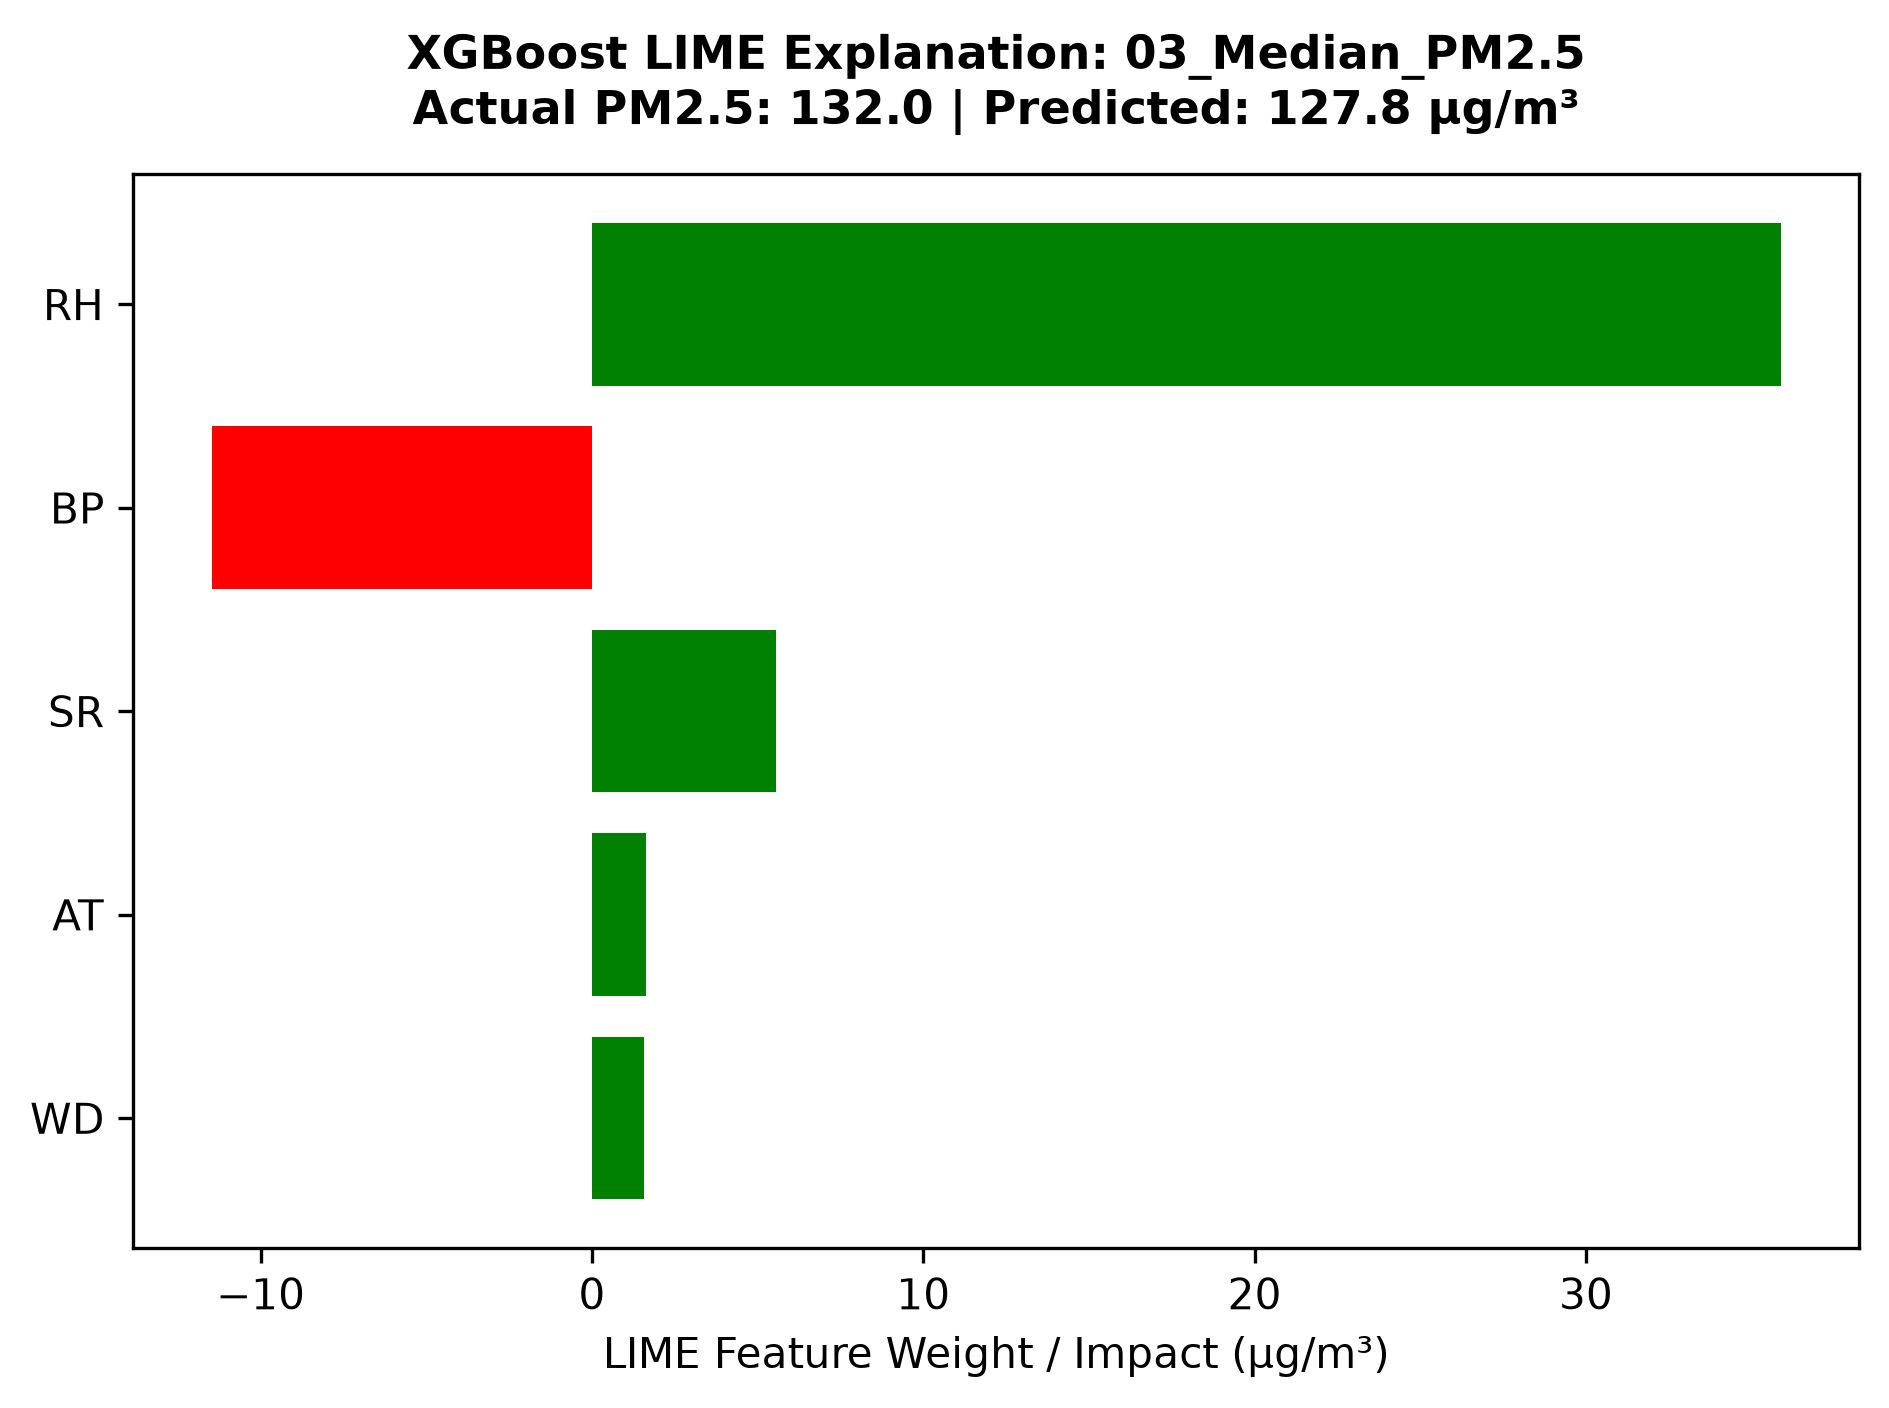 XGBoost LIME Explanation: 03_Median_PM2.5
Actual PM2.5: 132.0 | Predicted: 127.8 µg/m³
RH
BP
SR
AT
WD
−10 0 10 20 30
LIME Feature Weight / Impact (µg/m³)